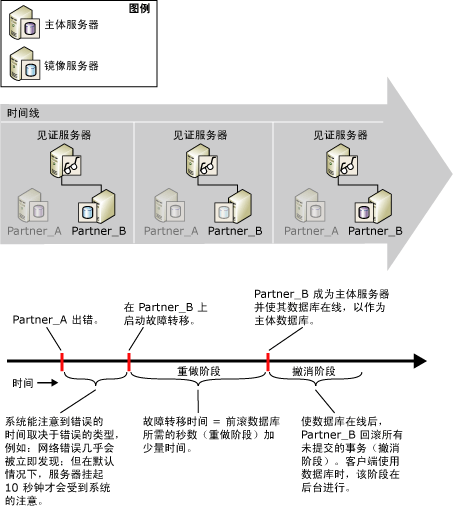 图例
主体服务器
镜像服务器
时间线
见证服务器
见证服务器
见证服务器
Partner_A
Partner_B
Partner_A
Partner_B
Partner_A
Partner_B
Partner_A 出错。
在 Partner_B 上
启动故障转移。
Partner_B 成为主体服务器
并使其数据库在线，以作为
主体数据库。
时间
重做阶段
撤消阶段
系统能注意到错误的
时间取决于错误的类型，
例如：网络错误几乎会
被立即发现；但在默认
情况下，服务器挂起
10 秒钟才会受到系统
的注意。
故障转移时间 = 前滚数据库
所需的秒数（重做阶段）加
少量时间。
使数据库在线后，
Partner_B 回滚所有
未提交的事务（撤消
阶段）。客户端使用
数据库时，该阶段在
后台进行。